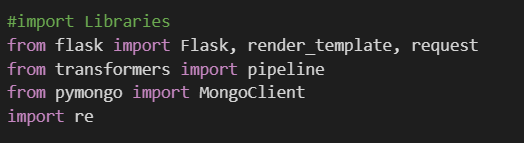 #import Libraries
from flask import Flask, render_template, request
from transformers import pipeline
from pymongo import MongoClient
import re